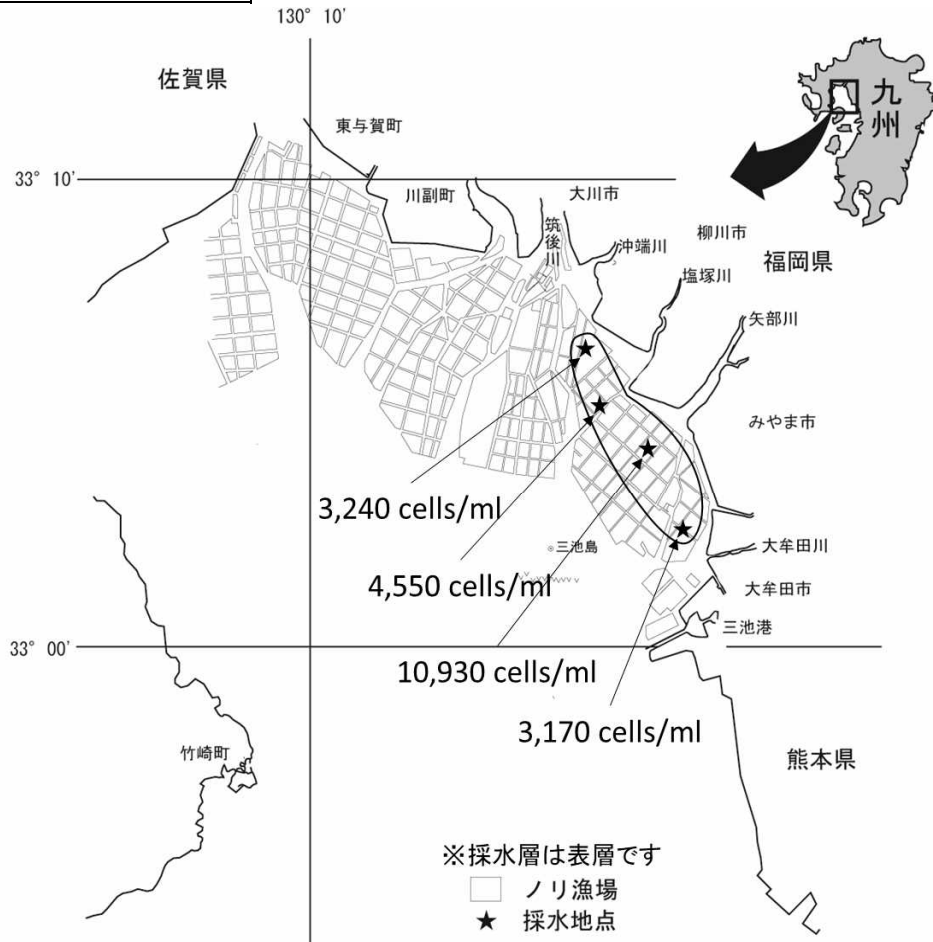 130° 10'
佐賀県
九州
東与賀町
33° 10'
川副町
大川市
筑後川
沖端川
柳川市
塩塚川
福岡県
矢部川
みやま市
3,240 cells/ml
三池島
大牟田川
4,550 cells/ml
大牟田市
三池港
33° 00'
10,930 cells/ml
3,170 cells/ml
竹崎町
熊本県
※採水層は表層です
ノリ漁場
★ 採水地点